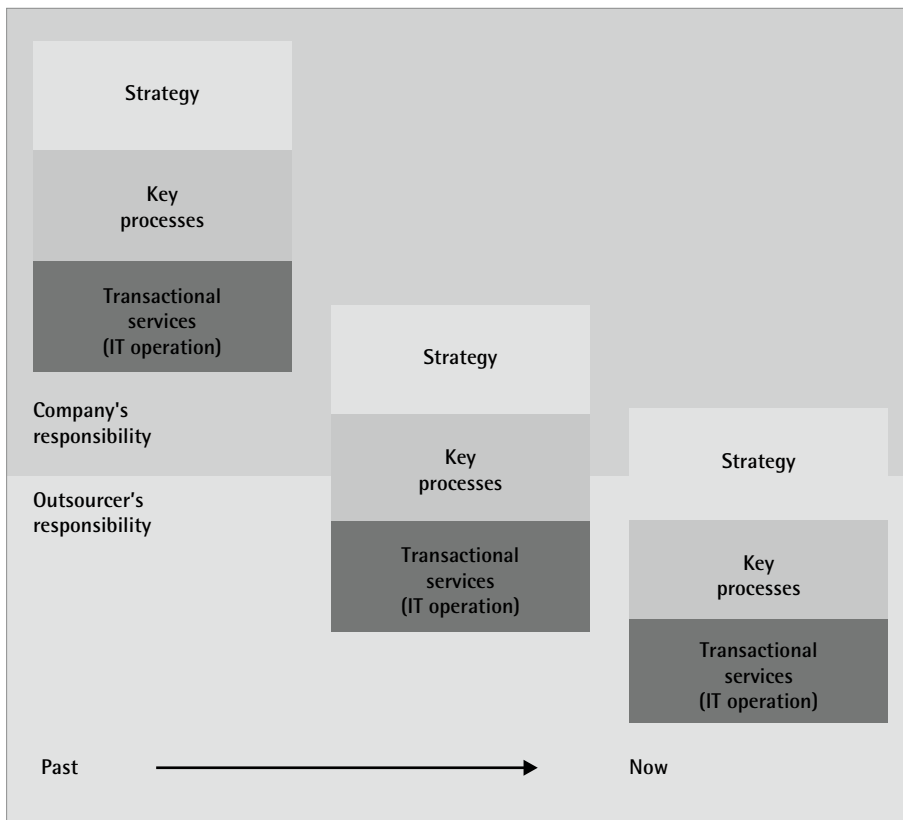 Strategy
Key
processes
Transactional
services
(IT operation)
Company's
responsibility
Outsourcer's
responsibility
Strategy
Key
processes
Transactional
services
(IT operation)
Strategy
Key
processes
Transactional
services
(IT operation)
Past
Now